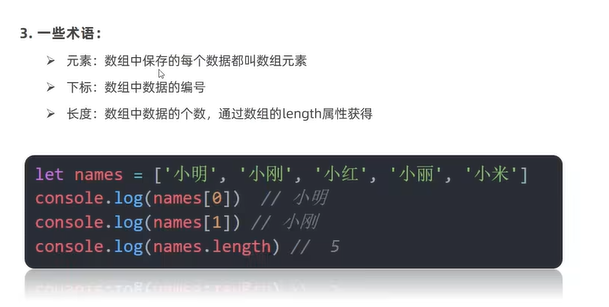 3. 一些术语：
➢ 元素：数组中保存的每个数据都叫数组元素
➢ 下标：数组中数据的编号
➢ 长度：数组中数据的个数，通过数组的length属性获得
let names = ['小明', '小刚', '小红', '小丽', '小米']
console.log(names[0])  // 小明
console.log(names[1]) // 小刚
console.log(names.length) //  5